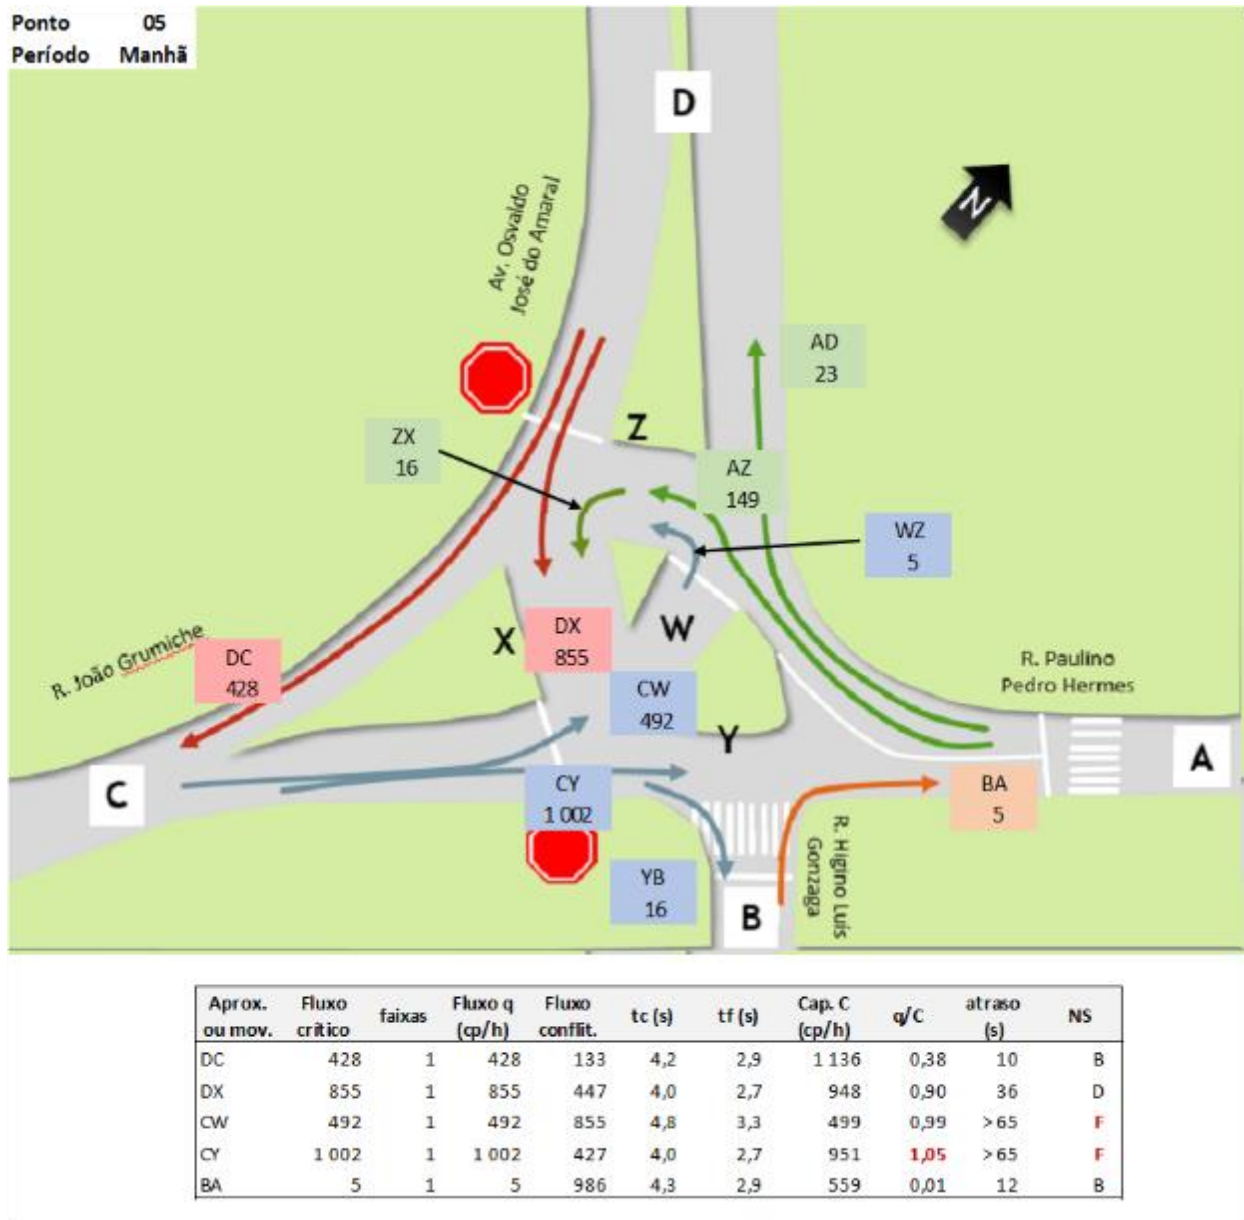 Ponto 05
Período Manhã
D
N
Av. Osvaldo
José do Amaral
AD
23
Z
ZX
16
AZ
149
WZ
5
W
X
DX
855
R. João Grumiche
DC
428
CW
492
R. Paulino
Pedro Hermes
Y
A
C
CY
1 002
BA
5
YB
16
B
R. Higino Luís
Gonzaga
Aprox. ou mov. Fluxo crítico faixas Fluxo q (cp/h) Fluxo conflit. tc (s) tf (s) Cap. C (cp/h) q/C atraso (s) NS
DC 428 1 428 133 4,2 2,9 1 136 0,38 10 B
DX 855 1 855 447 4,0 2,7 948 0,90 36 D
CW 492 1 492 855 4,8 3,3 499 0,99 >65 F
CY 1 002 1 1 002 427 4,0 2,7 951 1,05 >65 F
BA 5 1 5 986 4,3 2,9 559 0,01 12 B